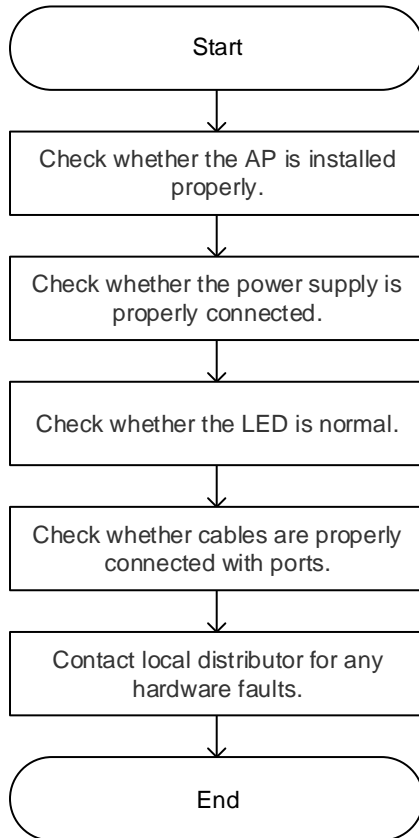 Start
Check whether the AP is installed
properly.
Check whether the power supply is
properly connected.
Check whether the LED is normal.
Check whether cables are properly
connected with ports.
Contact local distributor for any
hardware faults.
End